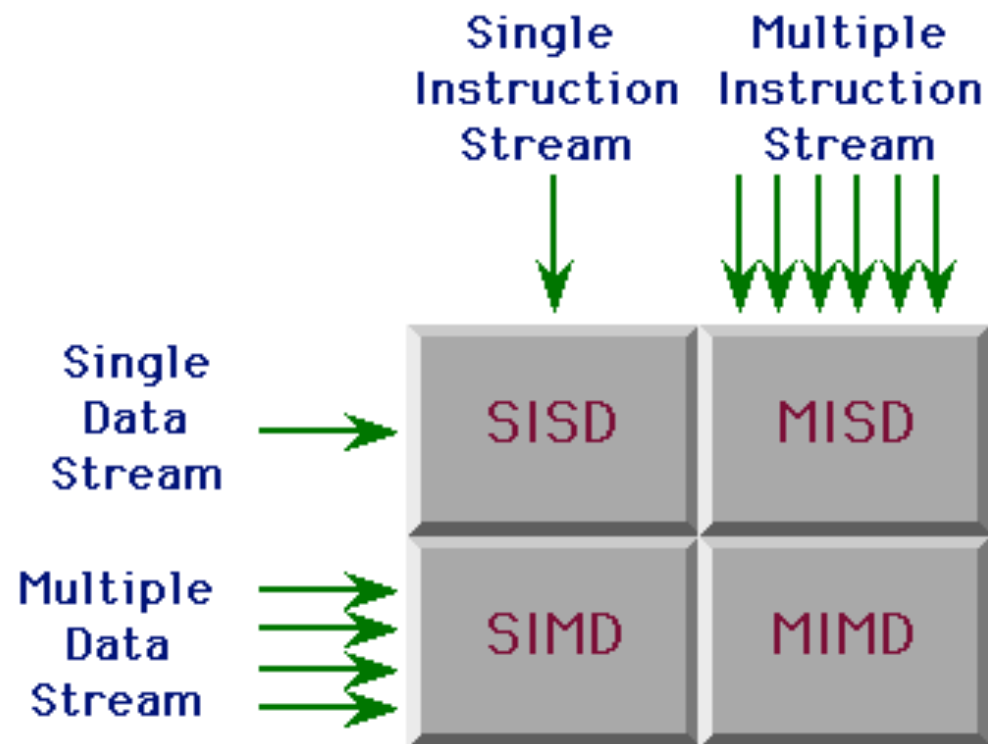 Single
Instruction
Stream
Multiple
Instruction
Stream
Single
Data
Stream
SISD
MISD
Multiple
Data
Stream
SIMD
MIMD